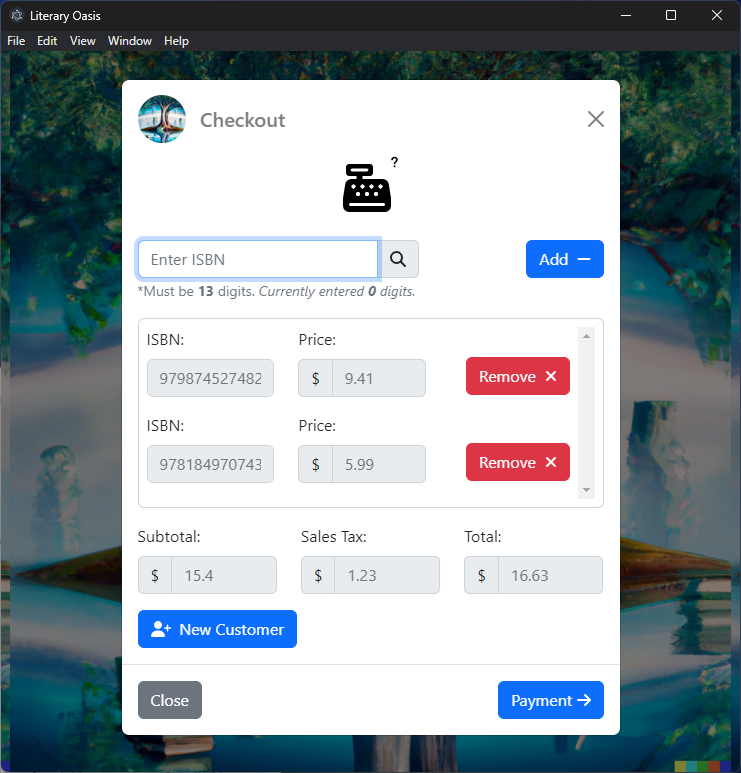 Literary Oasis
File Edit View Window Help
Checkout
?
Enter ISBN
Add
*Must be 13 digits. Currently entered 0 digits.
ISBN: Price:
979874527482 $ 9.41 Remove
ISBN: Price:
978184970743 $ 5.99 Remove
Subtotal: Sales Tax: Total:
$ 15.4 $ 1.23 $ 16.63
New Customer
Close Payment